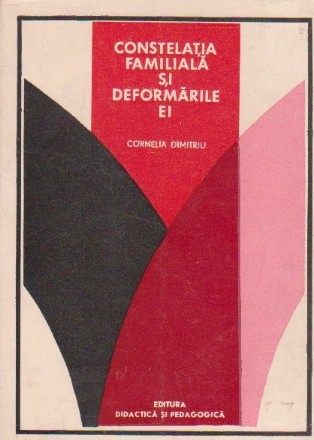 CONSTELAȚIA
FAMILIALĂ
ȘI
DEFORMĂRILE
EI
CORNELIA DIMITRIU
EDITURA
DIDACTICĂ ȘI PEDAGOGICĂ